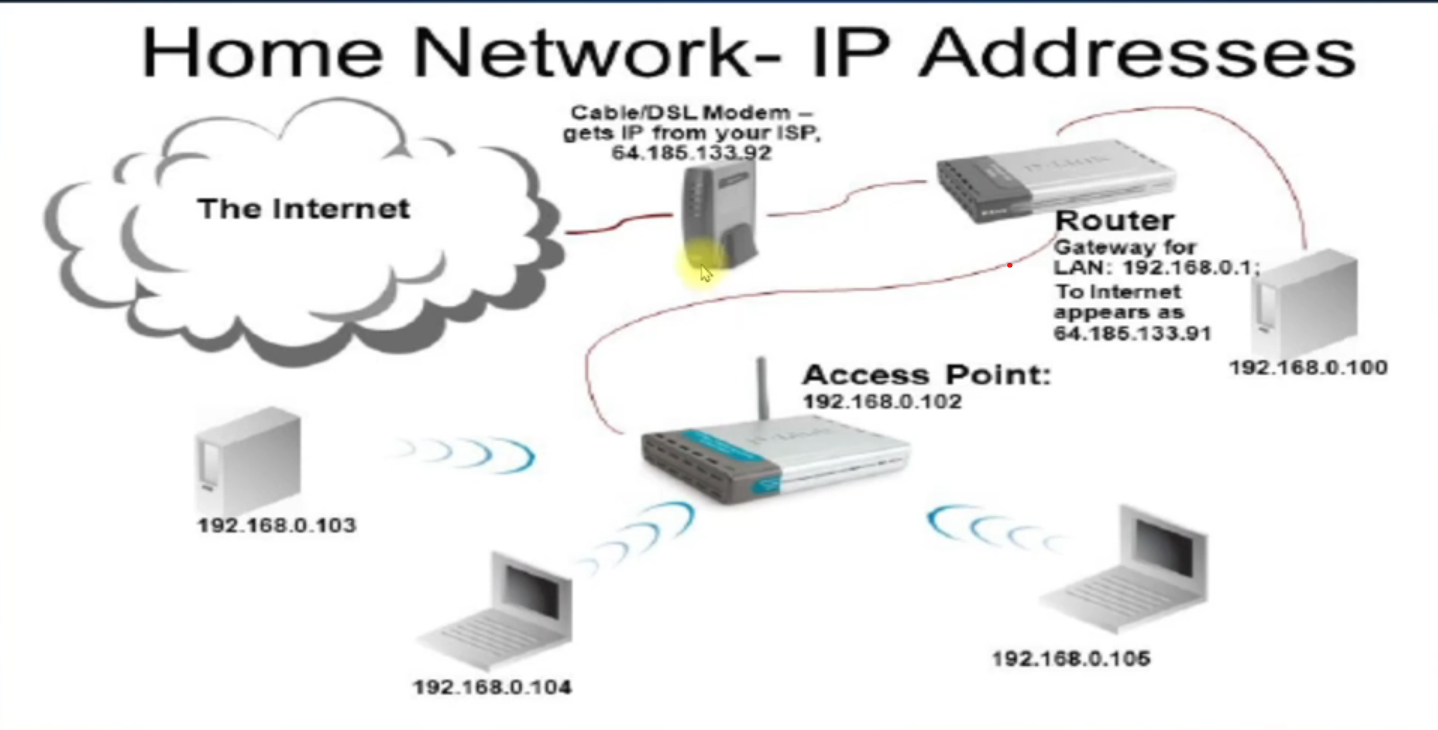 Home Network- IP Addresses
Cable/DSL Modem –
gets IP from your ISP,
64.185.133.92
The Internet
Router
Gateway for
LAN: 192.168.0.1;
To Internet
appears as
64.185.133.91
192.168.0.100
Access Point:
192.168.0.102
192.168.0.103
192.168.0.104
192.168.0.105